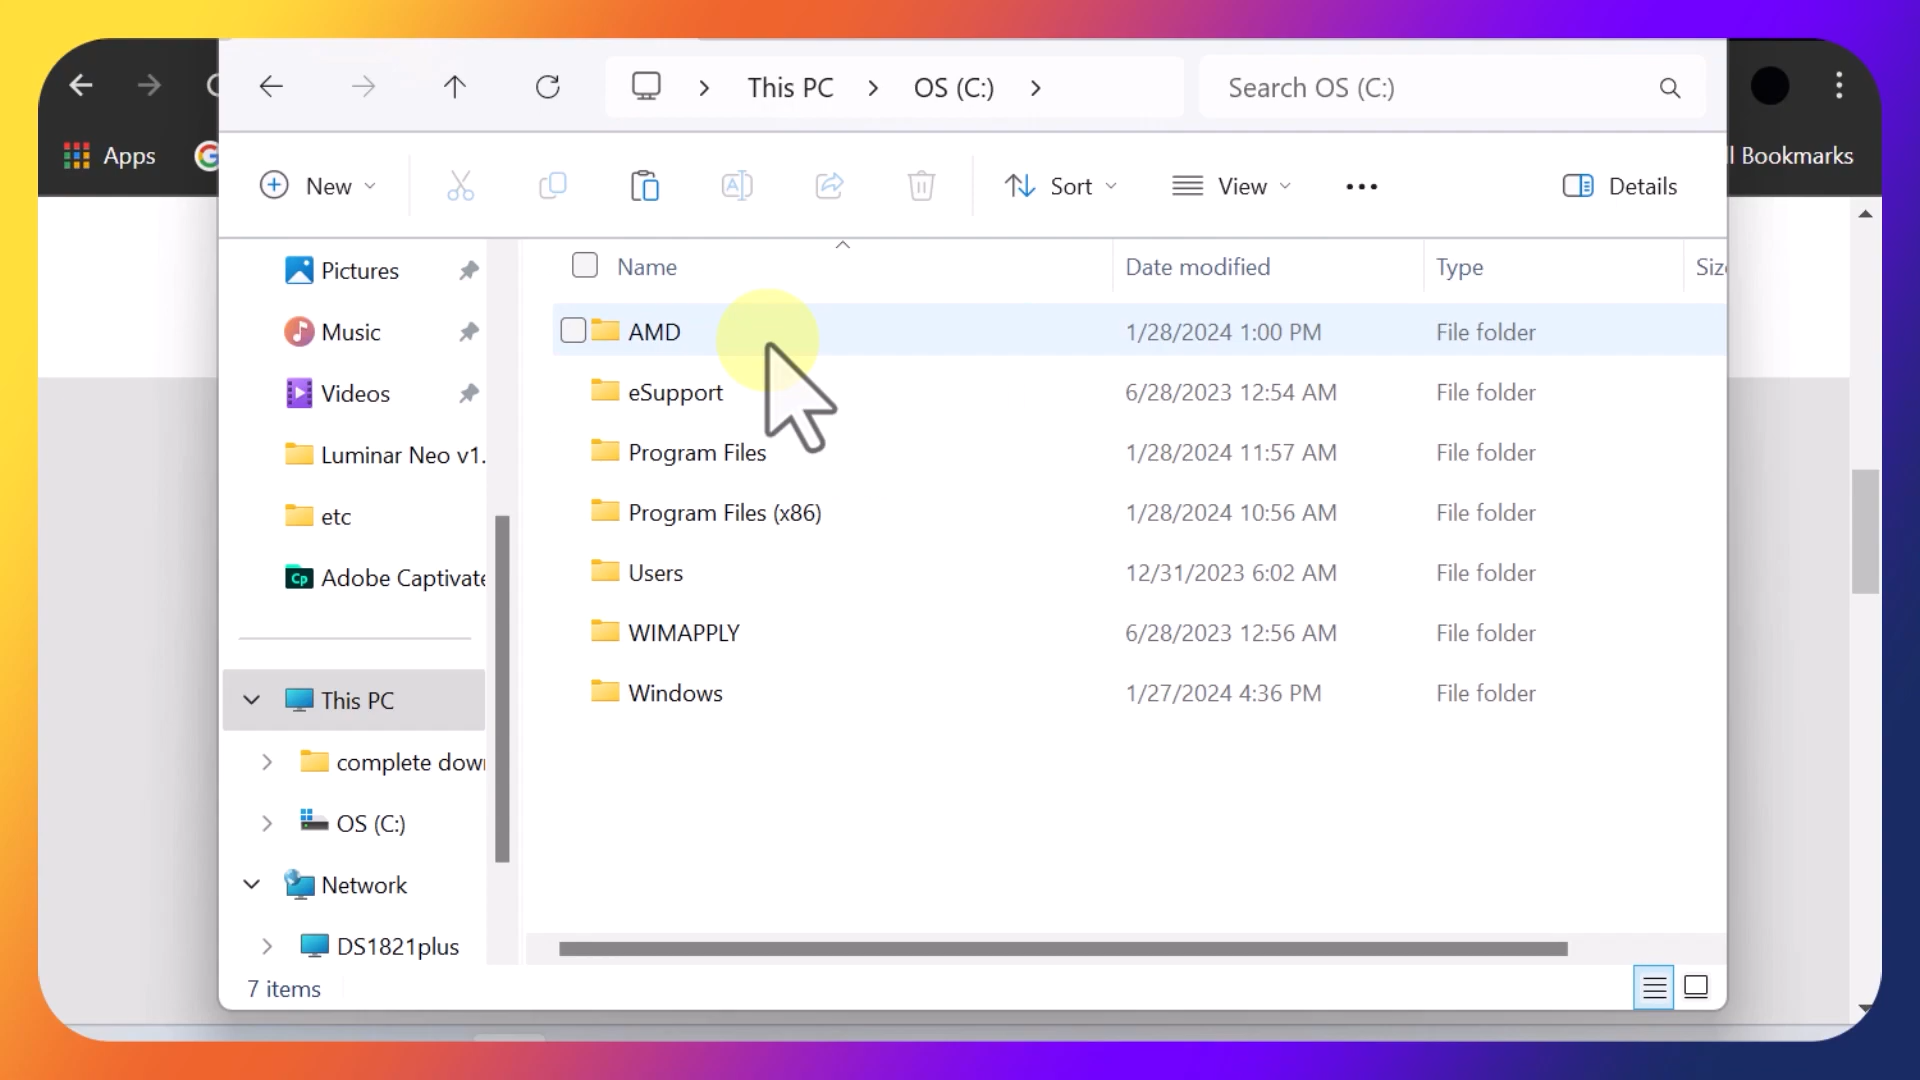 This PC OS (C:) Search OS (C:)
Apps
Bookmarks
New Sort View Details
Name Date modified Type
Pictures
Music
Videos
Luminar Neo v1.
etc
Adobe Captivate
This PC
complete dow
OS (C:)
Network
DS1821plus
AMD 1/28/2024 1:00 PM File folder
eSupport 6/28/2023 12:54 AM File folder
Program Files 1/28/2024 11:57 AM File folder
Program Files (x86) 1/28/2024 10:56 AM File folder
Users 12/31/2023 6:02 AM File folder
WIMAPPLY 6/28/2023 12:56 AM File folder
Windows 1/27/2024 4:36 PM File folder
7 items